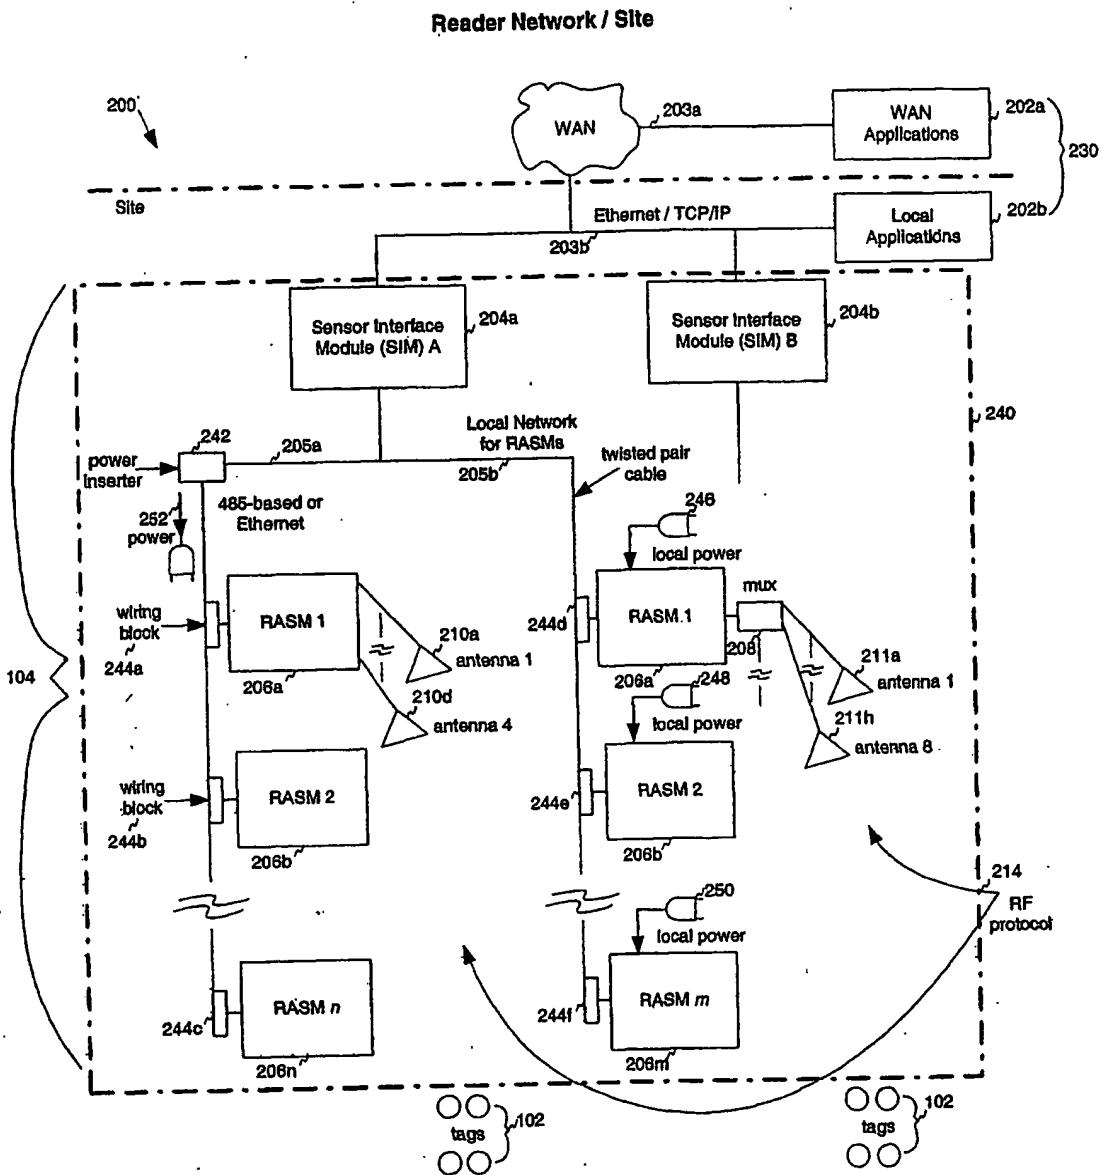 Reader Network / Site
200
WAN
203a
WAN
Applications
202a
230
Site
Ethernet / TCP/IP
203b
Local
Applications
202b
Sensor Interface
Module (SIM) A
204a
Sensor Interface
Module (SIM) B
204b
240
242
205a
Local Network
for RASMs
205b
twisted pair
cable
power
inserter
485-based or
Ethernet
252
power
246
local power
mux
wiring
block
244a
RASM 1
206a
210a
antenna 1
210d
antenna 4
244d
RASM 1
206a
208
211a
antenna 1
211h
antenna 8
104
248
local power
wiring
block
244b
RASM 2
206b
244e
RASM 2
206b
214
RF
protocol
250
local power
244c
RASM n
206n
244f
RASM m
206m
102
tags
102
tags